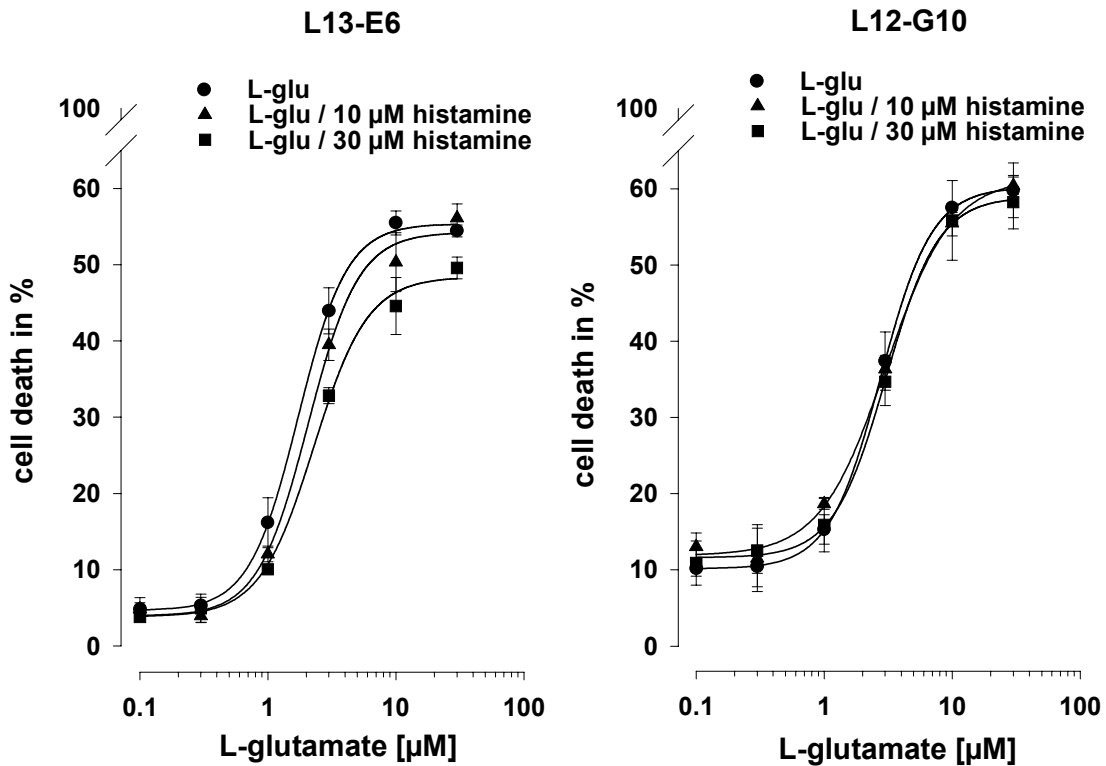 L13-E6
L-glu
L-glu / 10 µM histamine
L-glu / 30 µM histamine
100
60
50
40
30
20
10
0
cell death in %
0.1 1 10 100
L-glutamate [µM]
L12-G10
L-glu
L-glu / 10 µM histamine
L-glu / 30 µM histamine
100
60
50
40
30
20
10
0
cell death in %
0.1 1 10 100
L-glutamate [µM]